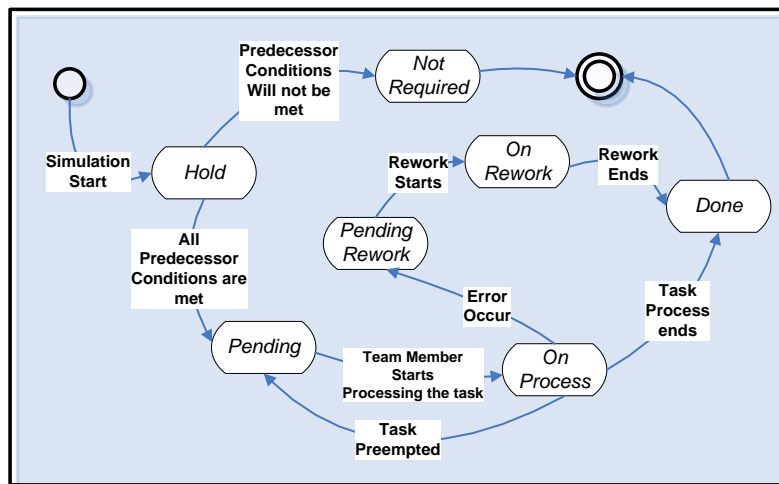 Predecessor
Conditions
Will not be
met
Not
Required
Simulation
Start
Hold
Rework
Starts
On
Rework
Rework
Ends
Done
All
Predecessor
Conditions are
met
Pending
Rework
Error
Occur
Task
Process
ends
Pending
Team Member
Starts
Processing the task
On
Process
Task
Preempted